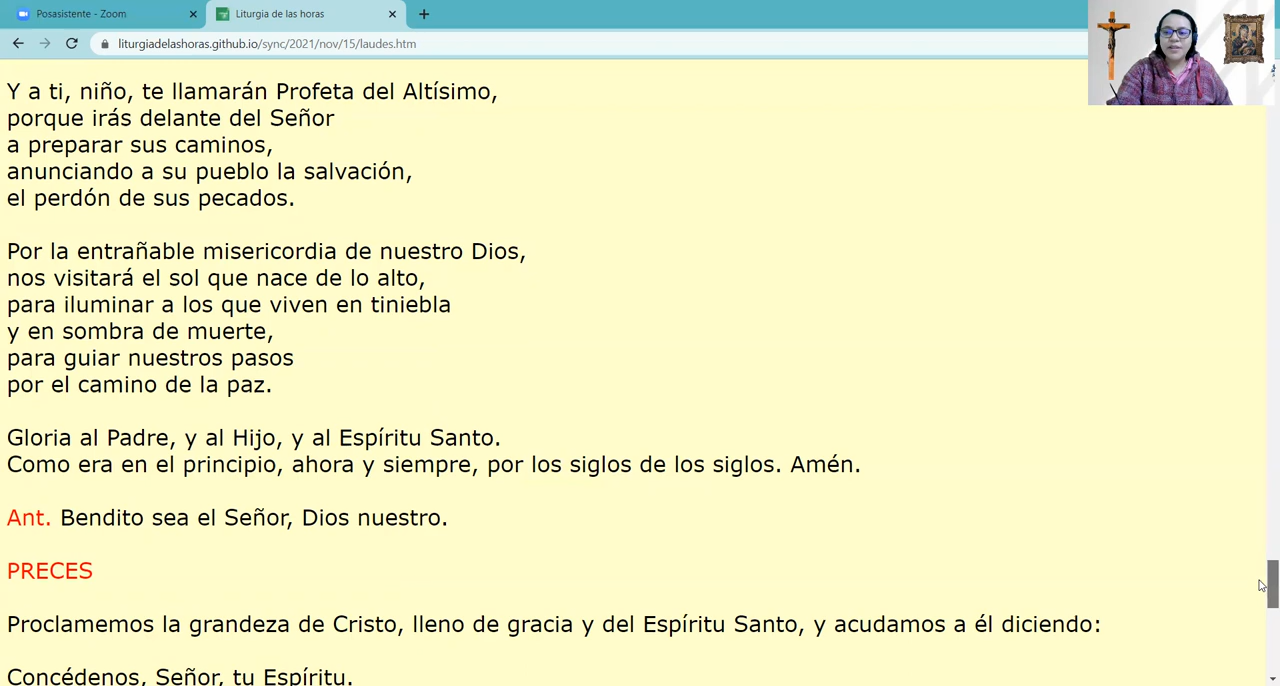 Posasistente - Zoom
Liturgia de las horas
liturgiadelashoras.github.io/sync/2021/nov/15/laudes.htm
Y a ti, niño, te llamarán Profeta del Altísimo,
porque irás delante del Señor
a preparar sus caminos,
anunciando a su pueblo la salvación,
el perdón de sus pecados.
Por la entrañable misericordia de nuestro Dios,
nos visitará el sol que nace de lo alto,
para iluminar a los que viven en tiniebla
y en sombra de muerte,
para guiar nuestros pasos
por el camino de la paz.
Gloria al Padre, y al Hijo, y al Espíritu Santo.
Como era en el principio, ahora y siempre, por los siglos de los siglos. Amén.
Ant. Bendito sea el Señor, Dios nuestro.
PRECES
Proclamemos la grandeza de Cristo, lleno de gracia y del Espíritu Santo, y acudamos a él diciendo:
Concédenos, Señor, tu Espíritu.